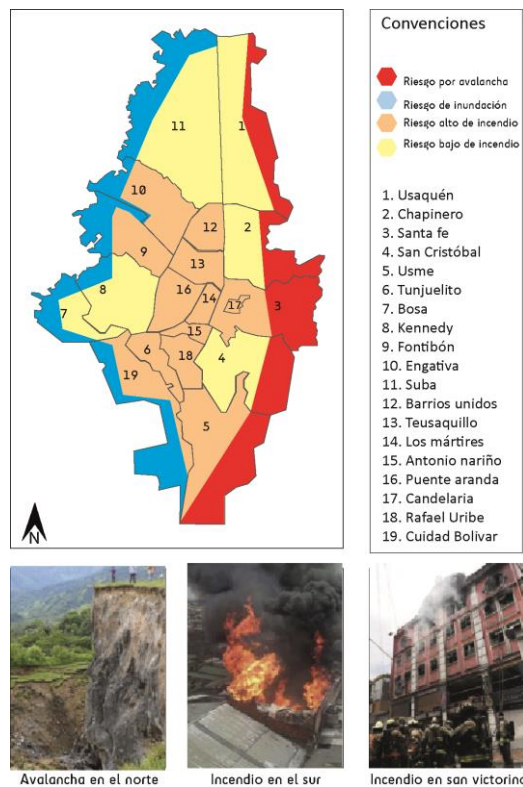 Convenciones
Riesgo por avalancha
Riesgo de inundación
Riesgo alto de incendio
Riesgo bajo de incendio
1. Usaquén
2. Chapinero
3. Santa fe
4. San Cristóbal
5. Usme
6. Tunjuelito
7. Bosa
8. Kennedy
9. Fontibón
10. Engativa
11. Suba
12. Barrios unidos
13. Teusaquillo
14. Los mártires
15. Antonio nariño
16. Puente aranda
17. Candelaria
18. Rafael Uribe
19. Cuidad Bolivar
11
1
10
12
2
9
13
8
16
14
17
3
7
15
6
18
4
19
5
N
Avalancha en el norte
Incendio en el sur
Incendio en san victorino